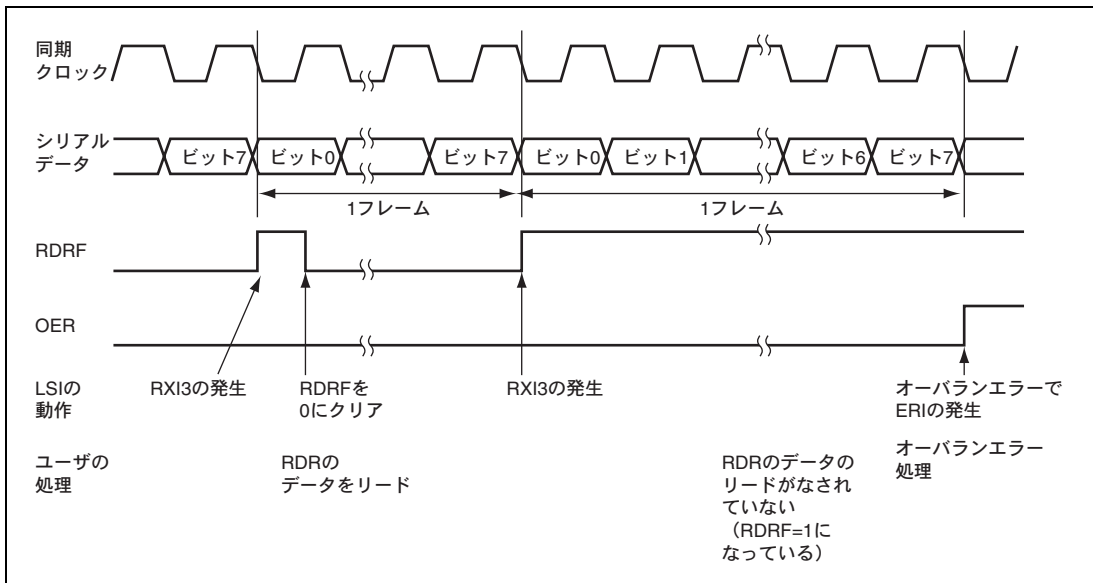 同期
クロック
シリアル
データ
ビット7
ビット0
ビット7
ビット0
ビット1
ビット6
ビット7
1フレーム
1フレーム
RDRF
OER
LSIの
動作
RXI3の発生
RDRFを
0にクリア
RXI3の発生
オーバランエラーで
ERIの発生
ユーザの
処理
RDRの
データをリード
RDRのデータの
リードがなされ
ていない
（RDRF=1に
なっている）
オーバランエラー
処理